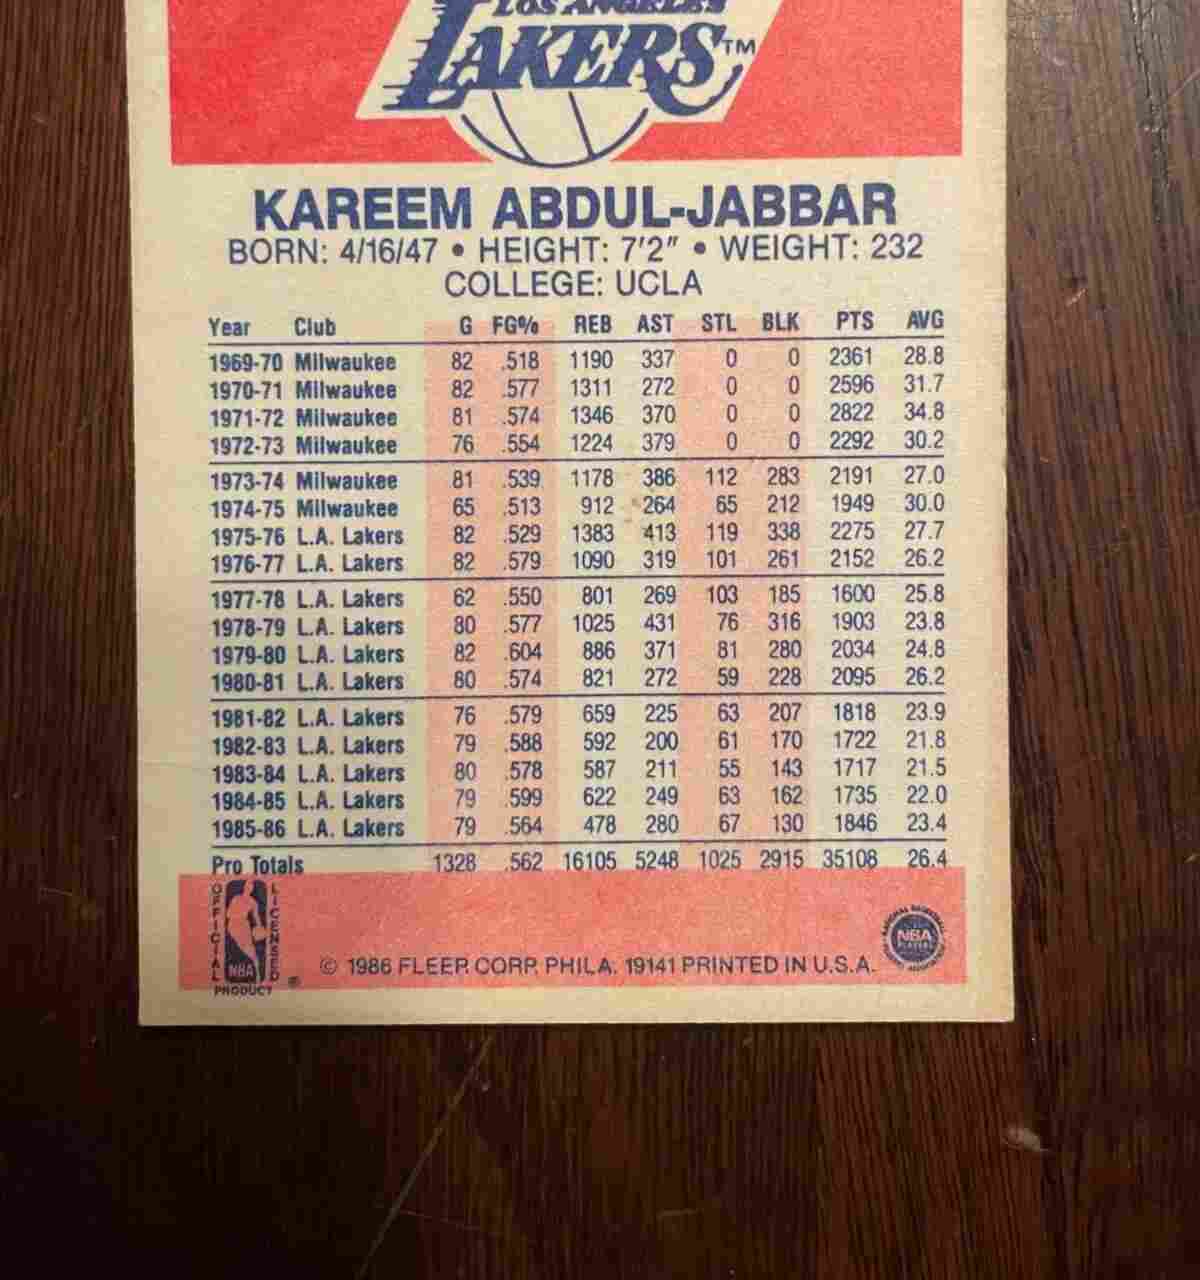 LOS ANGELES
LAKERS™
KAREEM ABDUL-JABBAR
BORN: 4/16/47 • HEIGHT: 7'2" • WEIGHT: 232
COLLEGE: UCLA
Year Club G FG% REB AST STL BLK PTS AVG
1969-70 Milwaukee 82 .518 1190 337 0 0 2361 28.8
1970-71 Milwaukee 82 .577 1311 272 0 0 2596 31.7
1971-72 Milwaukee 81 .574 1346 370 0 0 2822 34.8
1972-73 Milwaukee 76 .554 1224 379 0 0 2292 30.2
1973-74 Milwaukee 81 .539 1178 386 112 283 2191 27.0
1974-75 Milwaukee 65 .513 912 264 65 212 1949 30.0
1975-76 L.A. Lakers 82 .529 1383 413 119 338 2275 27.7
1976-77 L.A. Lakers 82 .579 1090 319 101 261 2152 26.2
1977-78 L.A. Lakers 62 .550 801 269 103 185 1600 25.8
1978-79 L.A. Lakers 80 .577 1025 431 76 316 1903 23.8
1979-80 L.A. Lakers 82 .604 886 371 81 280 2034 24.8
1980-81 L.A. Lakers 80 .574 821 272 59 228 2095 26.2
1981-82 L.A. Lakers 76 .579 659 225 63 207 1818 23.9
1982-83 L.A. Lakers 79 .588 592 200 61 170 1722 21.8
1983-84 L.A. Lakers 80 .578 587 211 55 143 1717 21.5
1984-85 L.A. Lakers 79 .599 622 249 63 162 1735 22.0
1985-86 L.A. Lakers 79 .564 478 280 67 130 1846 23.4
Pro Totals 1328 .562 16105 5248 1025 2915 35108 26.4
OFFICIAL LICENSED
NBA
PRODUCT ®
© 1986 FLEER CORP. PHILA. 19141 PRINTED IN U.S.A.
NATIONAL BASKETBALL
NBA
PLAYERS
ASSOCIATION